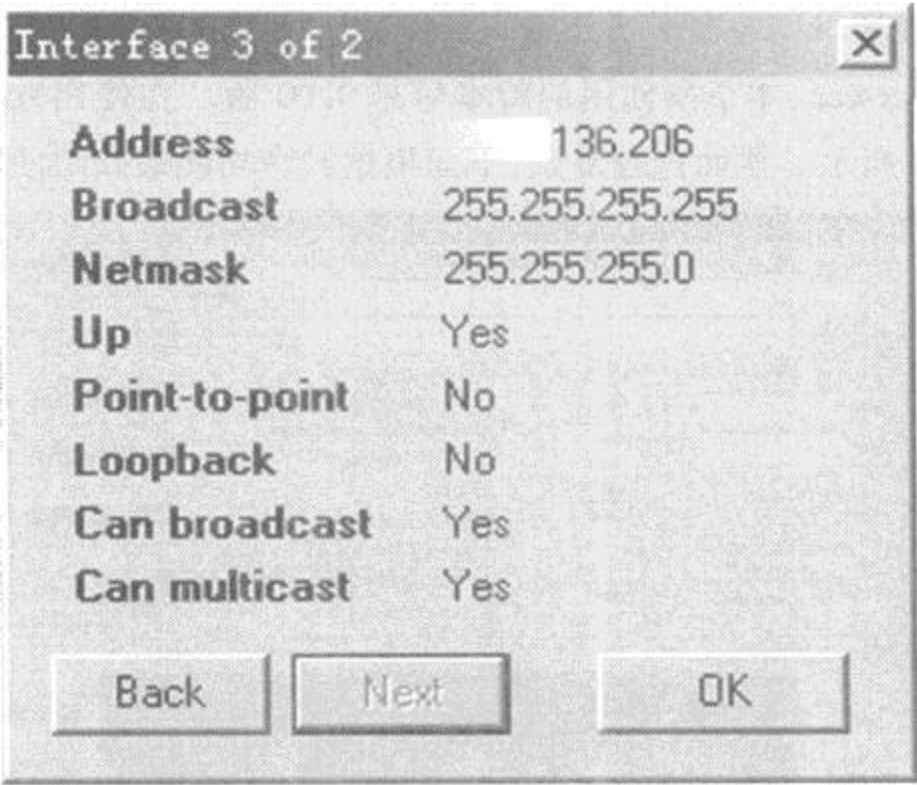 Interface 3 of 2
Address 136.206
Broadcast 255.255.255.255
Netmask 255.255.255.0
Up Yes
Point-to-point No
Loopback No
Can broadcast Yes
Can multicast Yes
Back Next OK